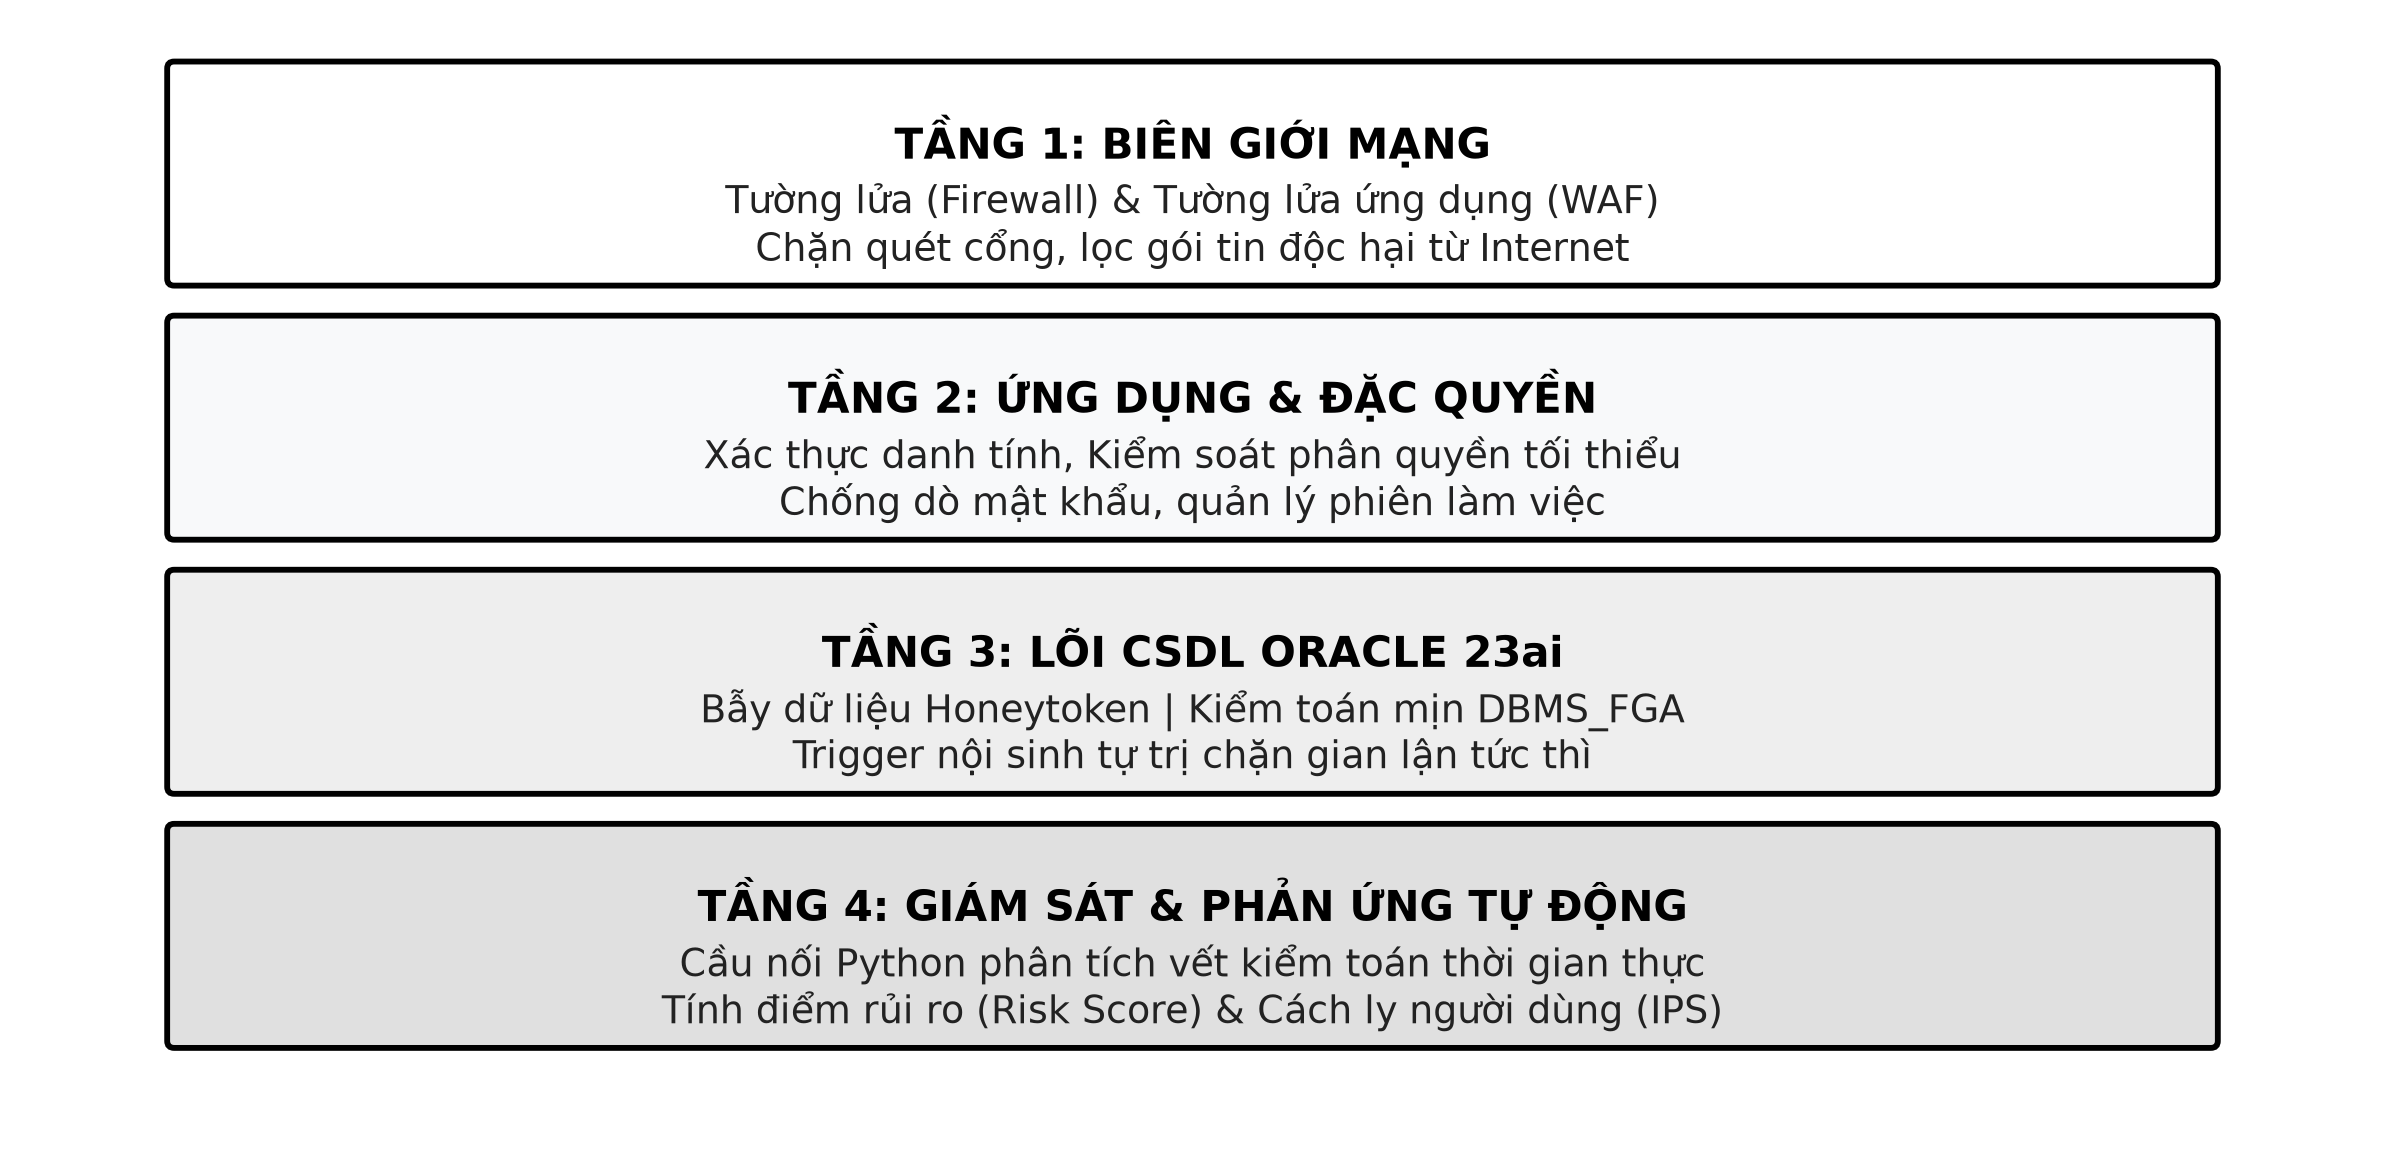 TẦNG 1: BIÊN GIỚI MẠNG
Tường lửa (Firewall) & Tường lửa ứng dụng (WAF)
Chặn quét cổng, lọc gói tin độc hại từ Internet
TẦNG 2: ỨNG DỤNG & ĐẶC QUYỀN
Xác thực danh tính, Kiểm soát phân quyền tối thiểu
Chống dò mật khẩu, quản lý phiên làm việc
TẦNG 3: LÕI CSDL ORACLE 23ai
Bẫy dữ liệu Honeytoken | Kiểm toán mịn DBMS_FGA
Trigger nội sinh tự trị chặn gian lận tức thì
TẦNG 4: GIÁM SÁT & PHẢN ỨNG TỰ ĐỘNG
Cầu nối Python phân tích vết kiểm toán thời gian thực
Tính điểm rủi ro (Risk Score) & Cách ly người dùng (IPS)